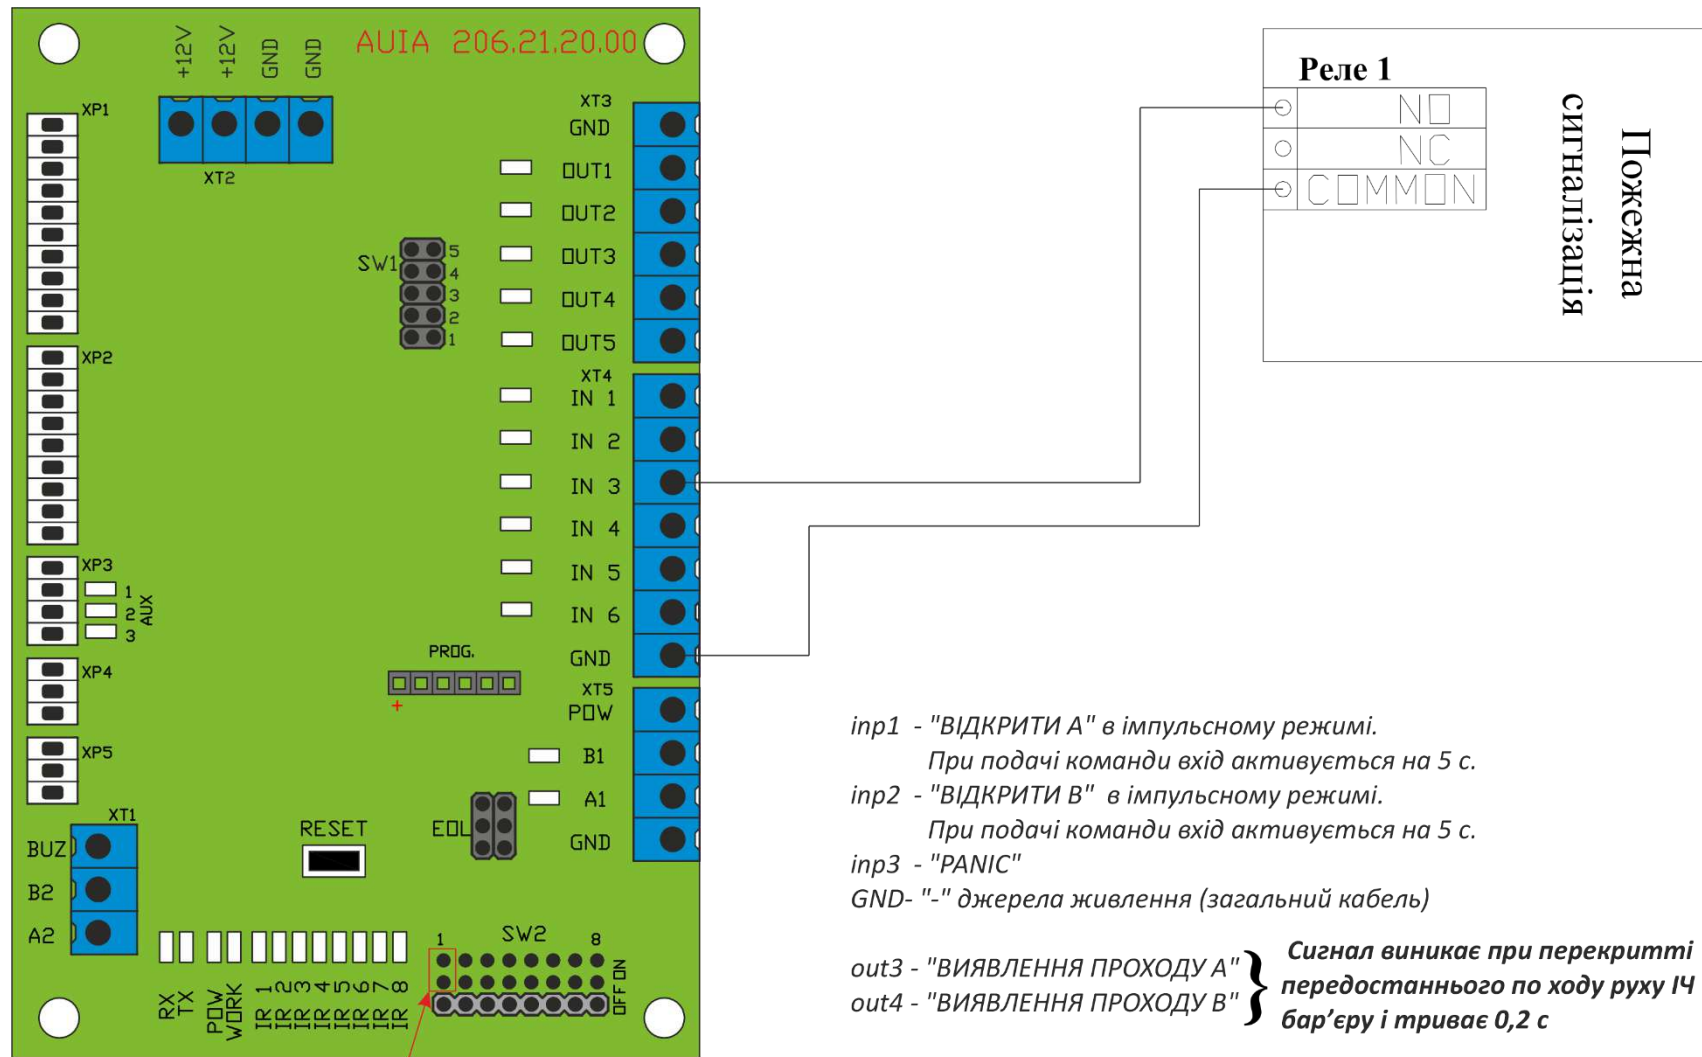 AUIA 206.21.20.00
+12V
+12V
GND
GND
XT2
XP1
XP2
XP3
1
2
3
AUX
XP4
XP5
XT1
BUZ
B2
A2
SW1
5
4
3
2
1
XT3
GND
OUT1
OUT2
OUT3
OUT4
OUT5
XT4
IN 1
IN 2
IN 3
IN 4
IN 5
IN 6
GND
XT5
POW
B1
A1
GND
PROG.
+
RESET
EOL
RX
TX
POW
WORK
IR 1
IR 2
IR 3
IR 4
IR 5
IR 6
IR 7
IR 8
1
SW2
8
OFF ON
Реле 1
NO
NC
COMMON
Пожежна
сигналізація
inp1 - "ВІДКРИТИ А" в імпульсному режимі.
При подачі команди вхід активується на 5 с.
inp2 - "ВІДКРИТИ В" в імпульсному режимі.
При подачі команди вхід активується на 5 с.
inp3 - "PANIC"
GND- "-" джерела живлення (загальний кабель)
out3 - "ВИЯВЛЕННЯ ПРОХОДУ А"
out4 - "ВИЯВЛЕННЯ ПРОХОДУ В"
}
Сигнал виникає при перекритті
передостаннього по ходу руху ІЧ
бар’єру і триває 0,2 с